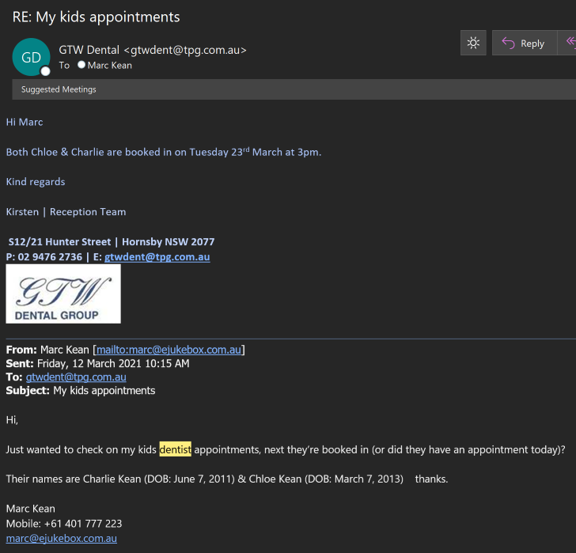 RE: My kids appointments
GD
GTW Dental <gtwdent@tpg.com.au>
To Marc Kean
Reply
Suggested Meetings
Hi Marc
Both Chloe & Charlie are booked in on Tuesday 23rd March at 3pm.
Kind regards
Kirsten | Reception Team
S12/21 Hunter Street | Hornsby NSW 2077
P: 02 9476 2736 | E: gtwdent@tpg.com.au
GTW
DENTAL GROUP
From: Marc Kean [mailto:marc@ejukebox.com.au]
Sent: Friday, 12 March 2021 10:15 AM
To: gtwdent@tpg.com.au
Subject: My kids appointments
Hi,
Just wanted to check on my kids dentist appointments, next they're booked in (or did they have an appointment today)?
Their names are Charlie Kean (DOB: June 7, 2011) & Chloe Kean (DOB: March 7, 2013) thanks.
Marc Kean
Mobile: +61 401 777 223
marc@ejukebox.com.au